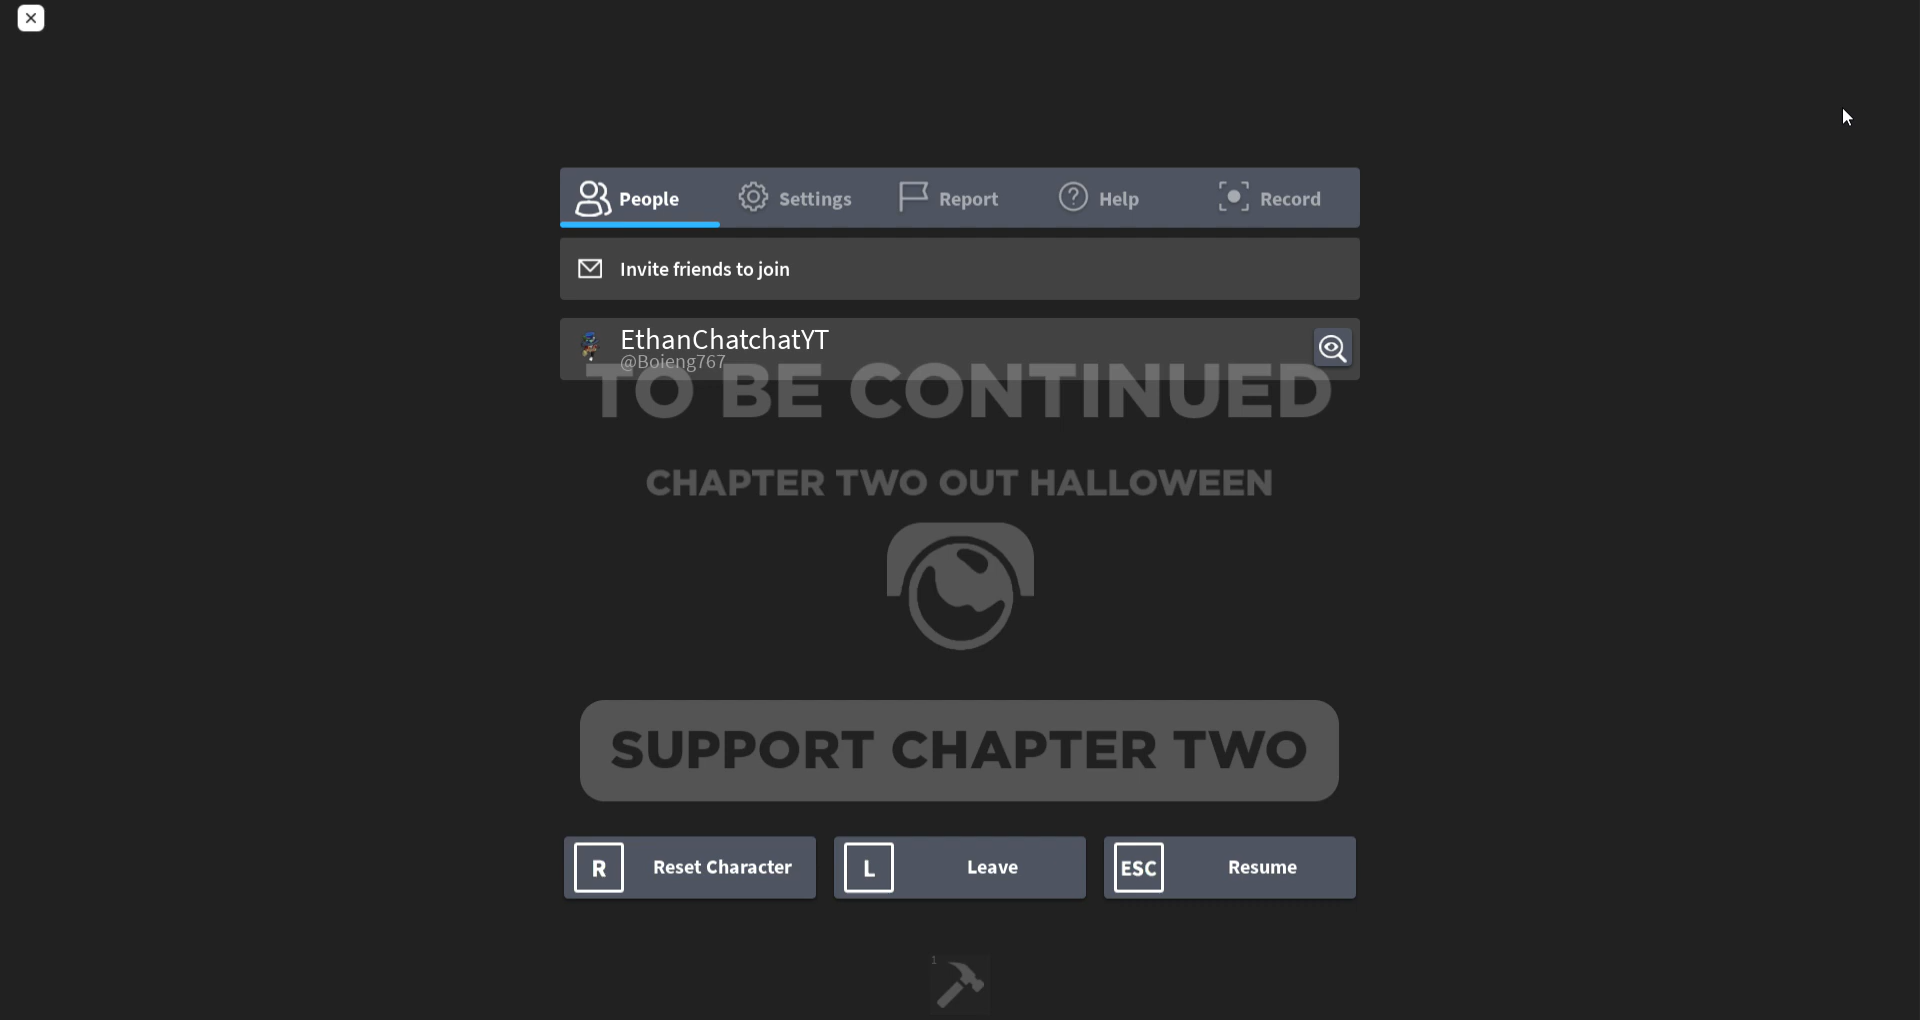 People
Settings
Report
Help
Record
Invite friends to join
EthanChatchatYT
@Boieng767
TO BE CONTINUED
CHAPTER TWO OUT HALLOWEEN
SUPPORT CHAPTER TWO
R Reset Character
L Leave
ESC Resume
1